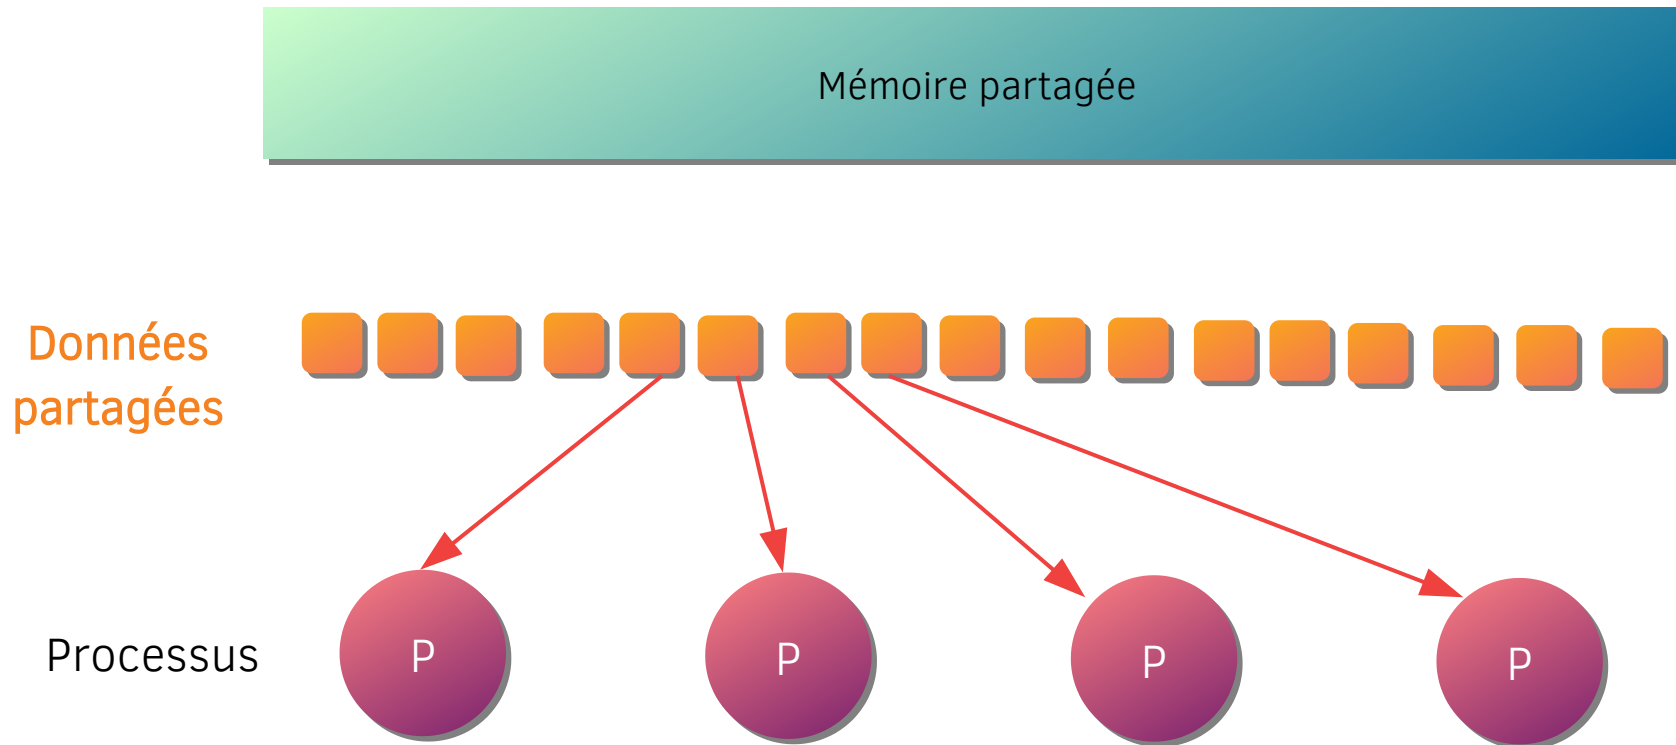 Mémoire partagée
Données
partagées
Processus
P
P
P
P